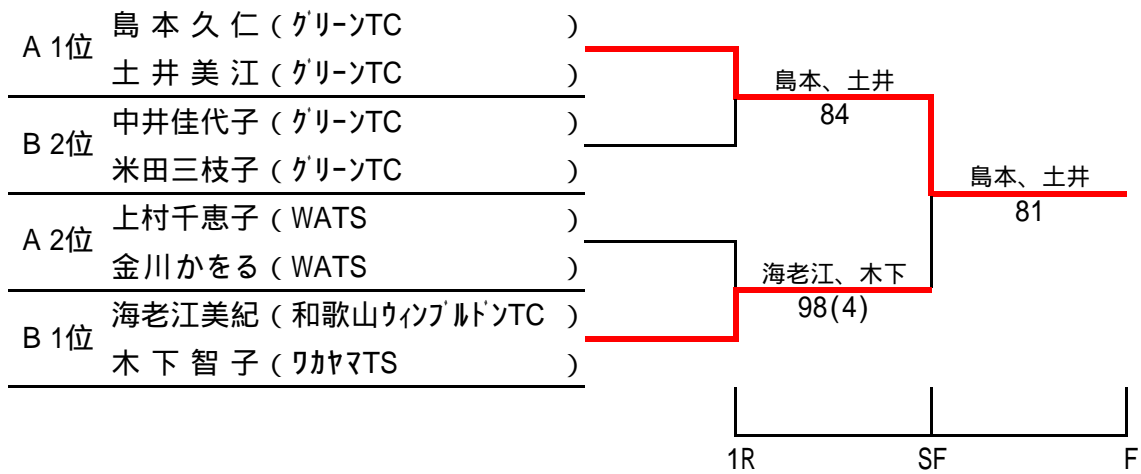 A 1位
島 本 久 仁 ( ｸﾞﾘｰﾝTC )
土 井 美 江 ( ｸﾞﾘｰﾝTC )
B 2位
中井佳代子 ( ｸﾞﾘｰﾝTC )
米田三枝子 ( ｸﾞﾘｰﾝTC )
A 2位
上村千恵子 ( WATS )
金川かをる ( WATS )
B 1位
海老江美紀 ( 和歌山ｳｨﾝﾌﾞﾙﾄﾞﾝTC )
木 下 智 子 ( ﾜｶﾔﾏTS )
島本、土井
84
海老江、木下
98(4)
島本、土井
81
1R SF F